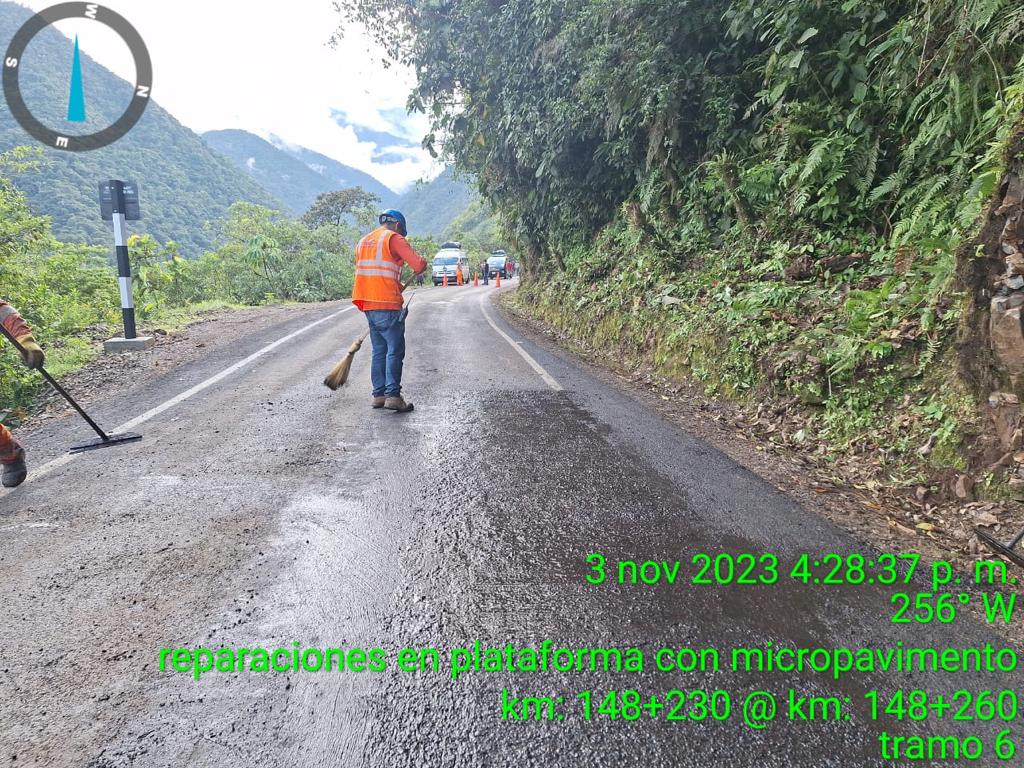 W
S
N
E
3 nov 2023 4:28:37 p. m.
256° W
reparaciones en plataforma con micropavimento
km: 148+230 @ km: 148+260
tramo 6